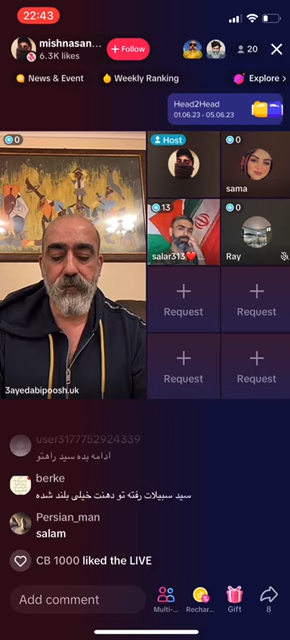 22:43
mishnasan...
6.3K likes
+ Follow
20
News & Event
Weekly Ranking
Explore >
Head2Head
01.06.23 - 05.06.23
0
3ayedabipoosh.uk
Host
0
sama
13
salar313❤️ ...
0
Ray
+ Request
+ Request
+ Request
+ Request
user3177752924339
ادامه بده سید راهتو
berke
سید سبیلات رفته تو دهنت خیلی بلند شده
Persian_man
salam
CB 1000 liked the LIVE
Add comment
Multi-...
Rechar...
Gift
8